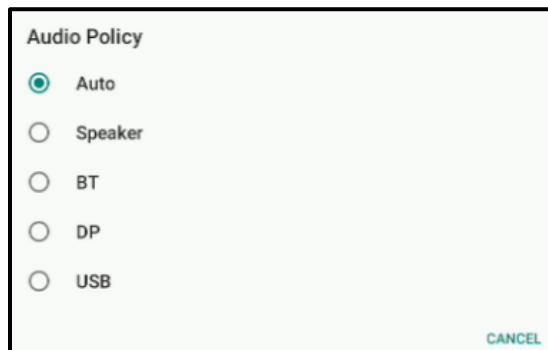 Audio Policy
Auto
Speaker
BT
DP
USB
CANCEL